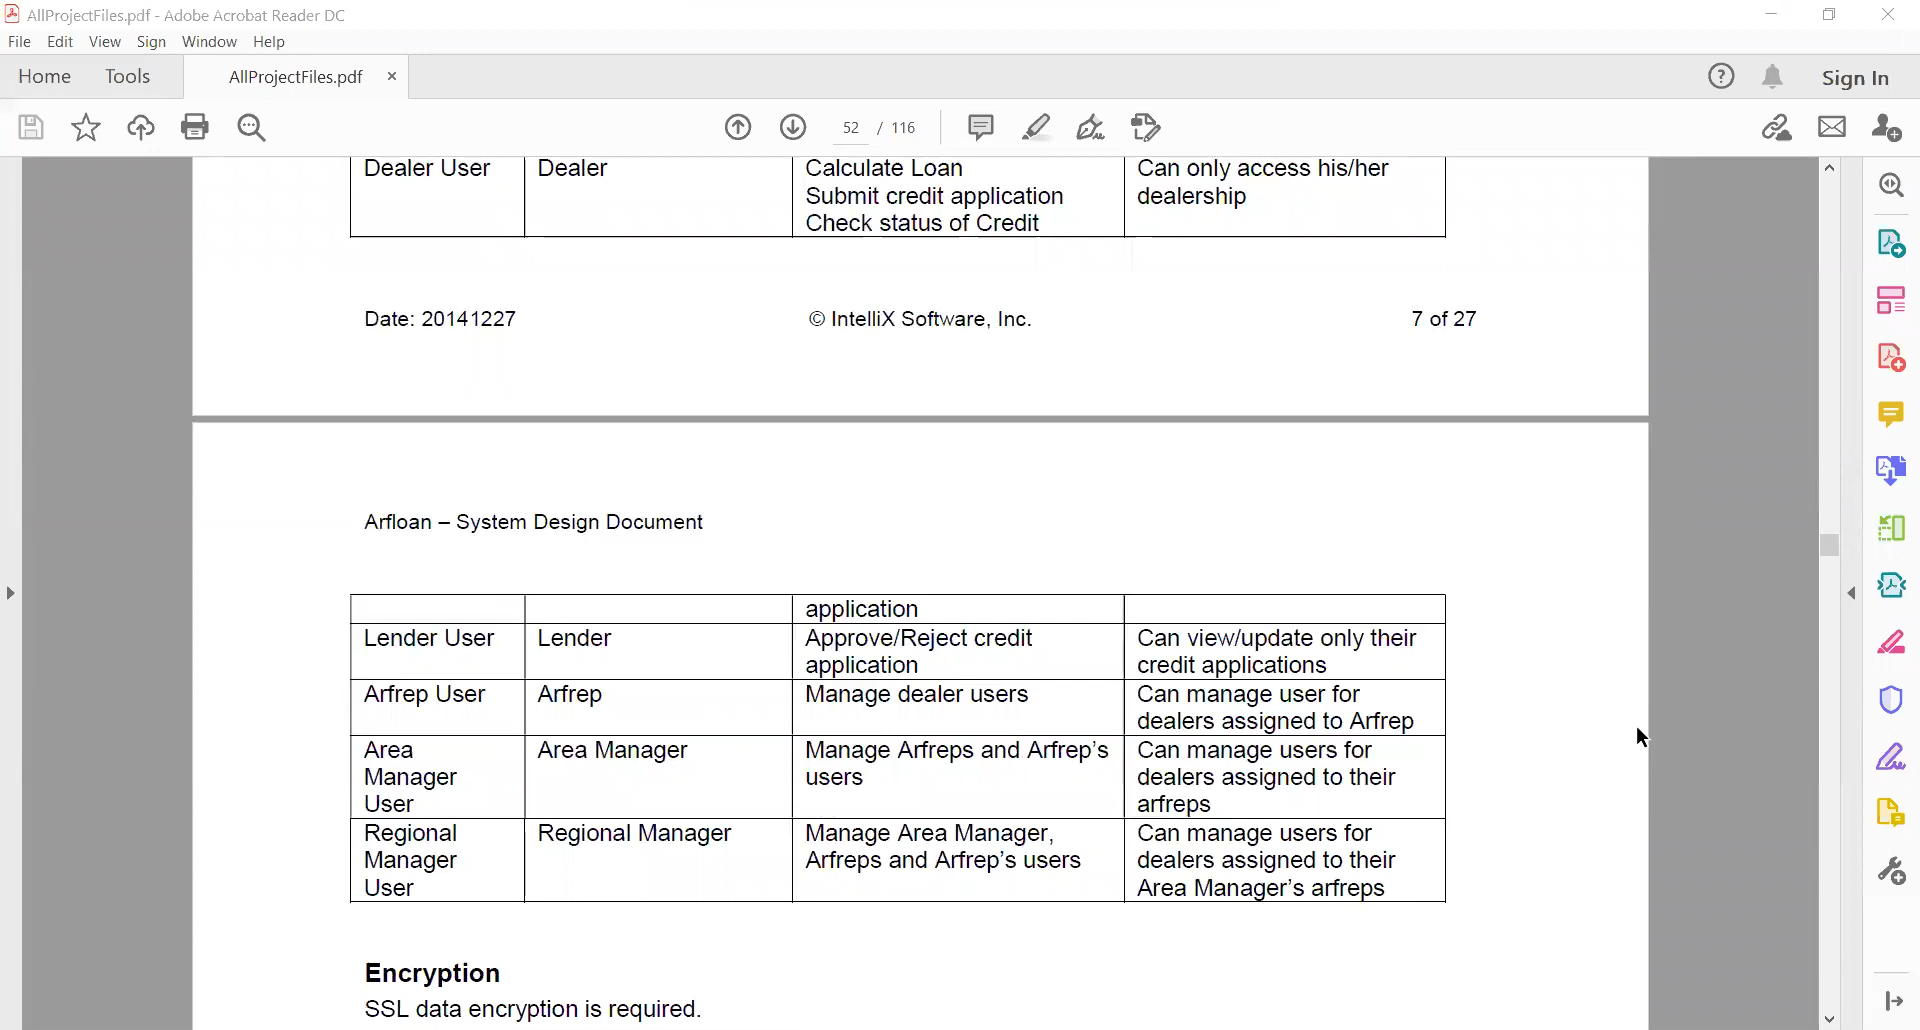 AllProjectFiles.pdf - Adobe Acrobat Reader DC
File Edit View Sign Window Help
Home Tools AllProjectFiles.pdf × Sign In
52 / 116
Dealer User Dealer Calculate Loan Can only access his/her
Submit credit application dealership
Check status of Credit
Date: 20141227 © IntelliX Software, Inc. 7 of 27
Arfloan – System Design Document
application
Lender User Lender Approve/Reject credit Can view/update only their
application credit applications
Arfrep User Arfrep Manage dealer users Can manage user for
dealers assigned to Arfrep
Area Area Manager Manage Arfreps and Arfrep's Can manage users for
Manager users dealers assigned to their
User arfreps
Regional Regional Manager Manage Area Manager, Can manage users for
Manager Arfreps and Arfrep's users dealers assigned to their
User Area Manager's arfreps
Encryption
SSL data encryption is required.